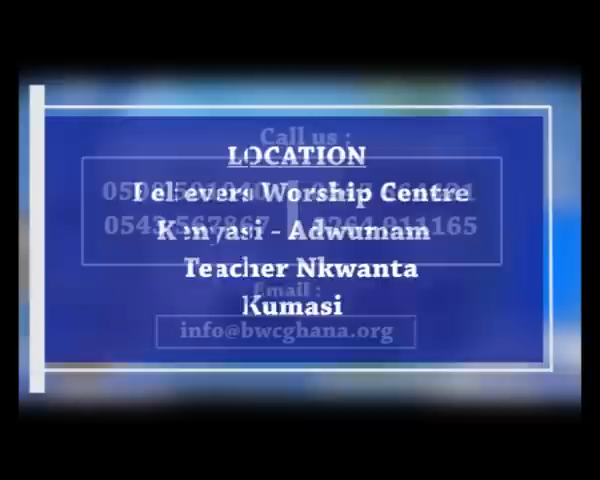 Call us :
LOCATION
Believers Worship Centre
Kenyasi - Adwumam
Teacher Nkwanta
Email :
Kumasi
info@bwcghana.org